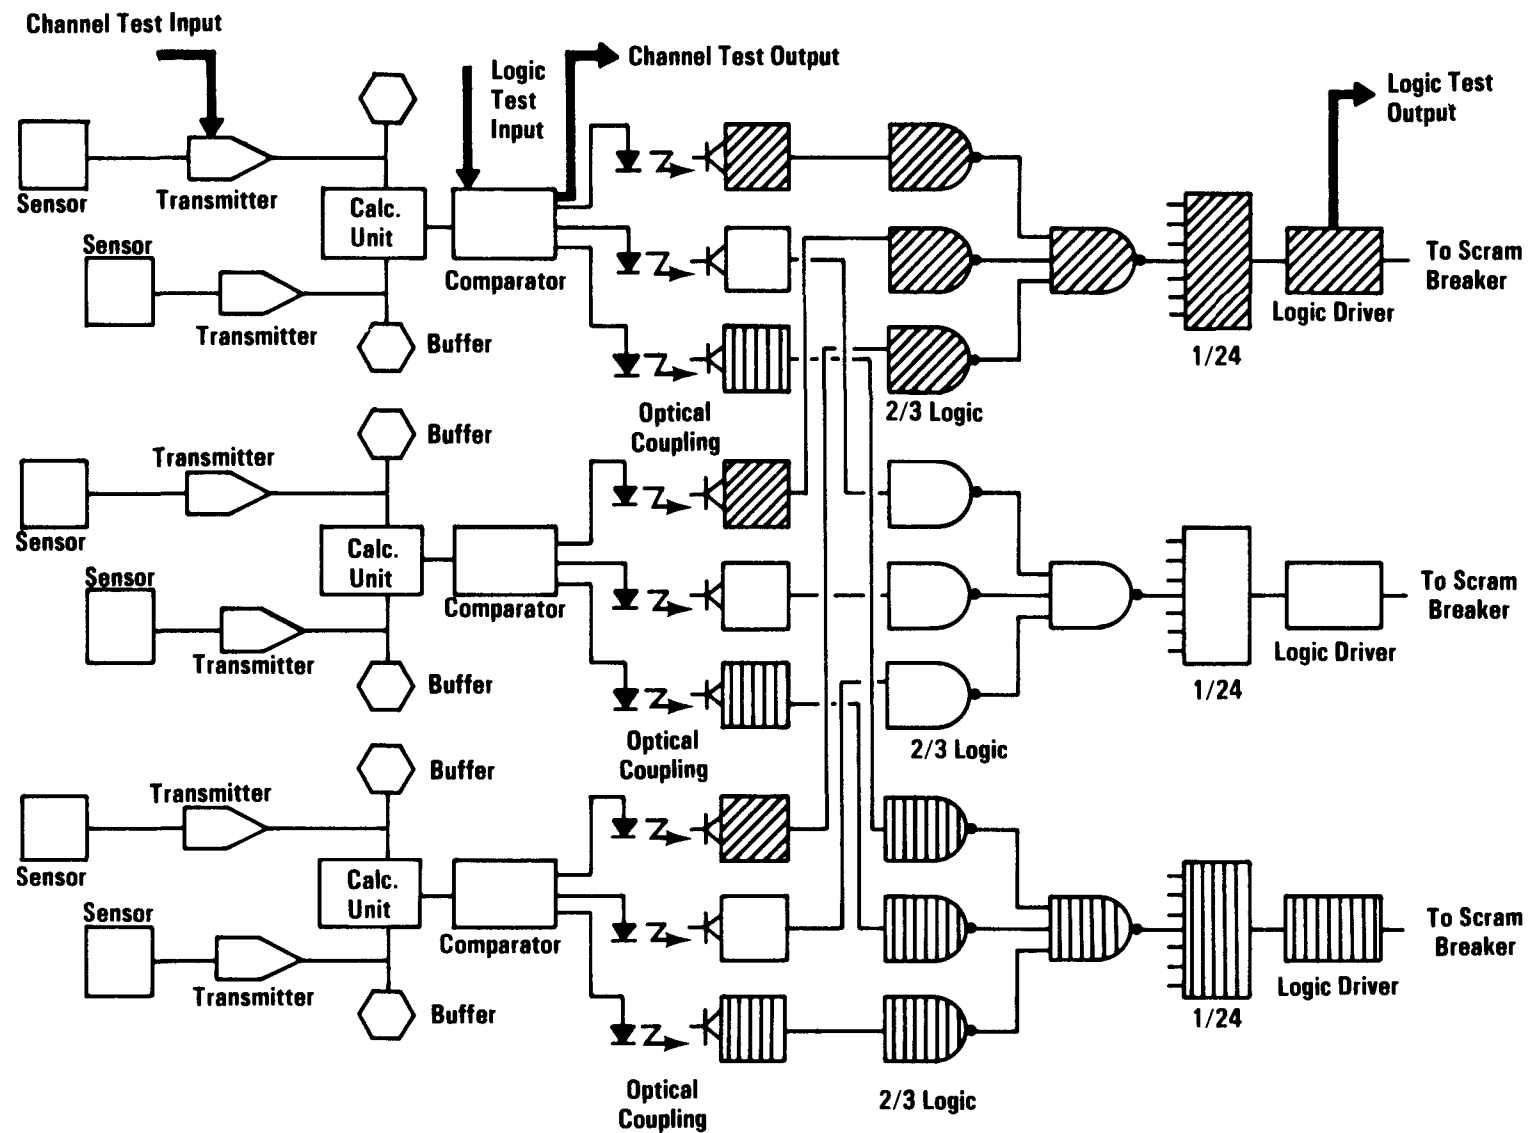 Channel Test Input
Channel Test Output
Logic
Test
Input
Logic Test
Output
Sensor
Transmitter
Calc.
Unit
Comparator
Sensor
Transmitter
Buffer
To Scram
Breaker
Logic Driver
1/24
2/3 Logic
Optical
Coupling
Buffer
Transmitter
Sensor
Calc.
Unit
Comparator
Sensor
Transmitter
Buffer
To Scram
Breaker
Logic Driver
1/24
2/3 Logic
Optical
Coupling
Buffer
Transmitter
Sensor
Calc.
Unit
Comparator
Sensor
Transmitter
Buffer
To Scram
Breaker
Logic Driver
1/24
2/3 Logic
Optical
Coupling